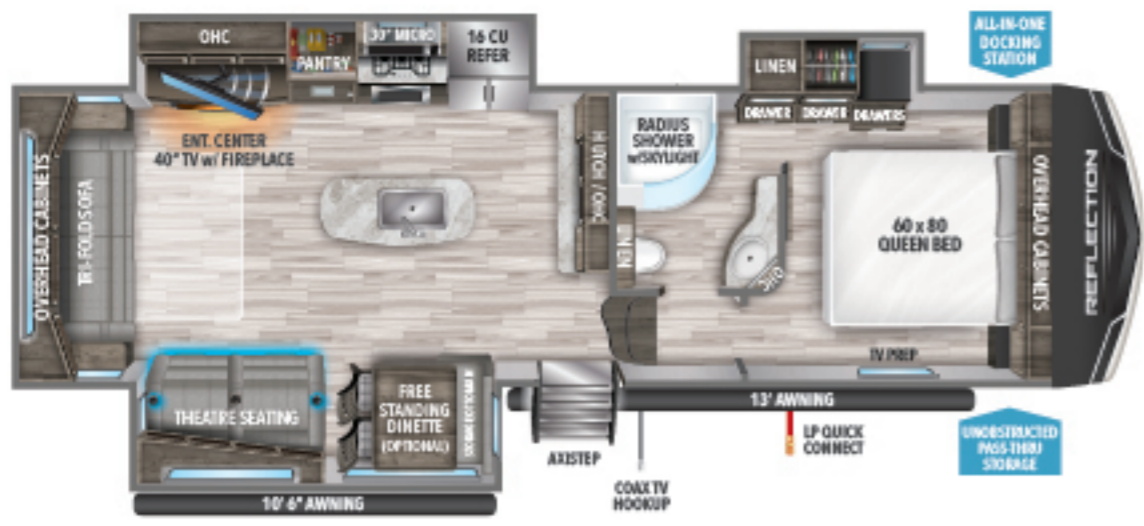 OHC
PANTRY
30" MICRO
16 CU
REFER
ENT. CENTER
40" TV w/ FIREPLACE
OVERHEAD CABINETS
TRI-FOLD SOFA
THEATRE SEATING
FREE
STANDING
DINETTE
(OPTIONAL)
10' 6" AWNING
HUTCH / OHC
RADIUS
SHOWER
w/SKYLIGHT
LINEN
OHC
LINEN
DRAWER
DRAWER
DRAWERS
60 x 80
QUEEN BED
OVERHEAD CABINETS
REFLECTION
TV PREP
ALL-IN-ONE
DOCKING
STATION
13' AWNING
AXISTEP
COAX TV
HOOKUP
LP QUICK
CONNECT
UNOBSTRUCTED
PASS-THRU
STORAGE